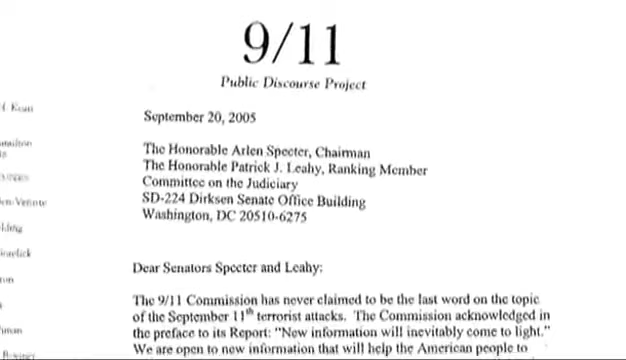 9/11
Public Discourse Project
September 20, 2005
The Honorable Arlen Specter, Chairman
The Honorable Patrick J. Leahy, Ranking Member
Committee on the Judiciary
SD-224 Dirksen Senate Office Building
Washington, DC 20510-6275
Dear Senators Specter and Leahy:
The 9/11 Commission has never claimed to be the last word on the topic
of the September 11th terrorist attacks. The Commission acknowledged in
the preface to its Report: "New information will inevitably come to light."
We are open to new information that will help the American people to